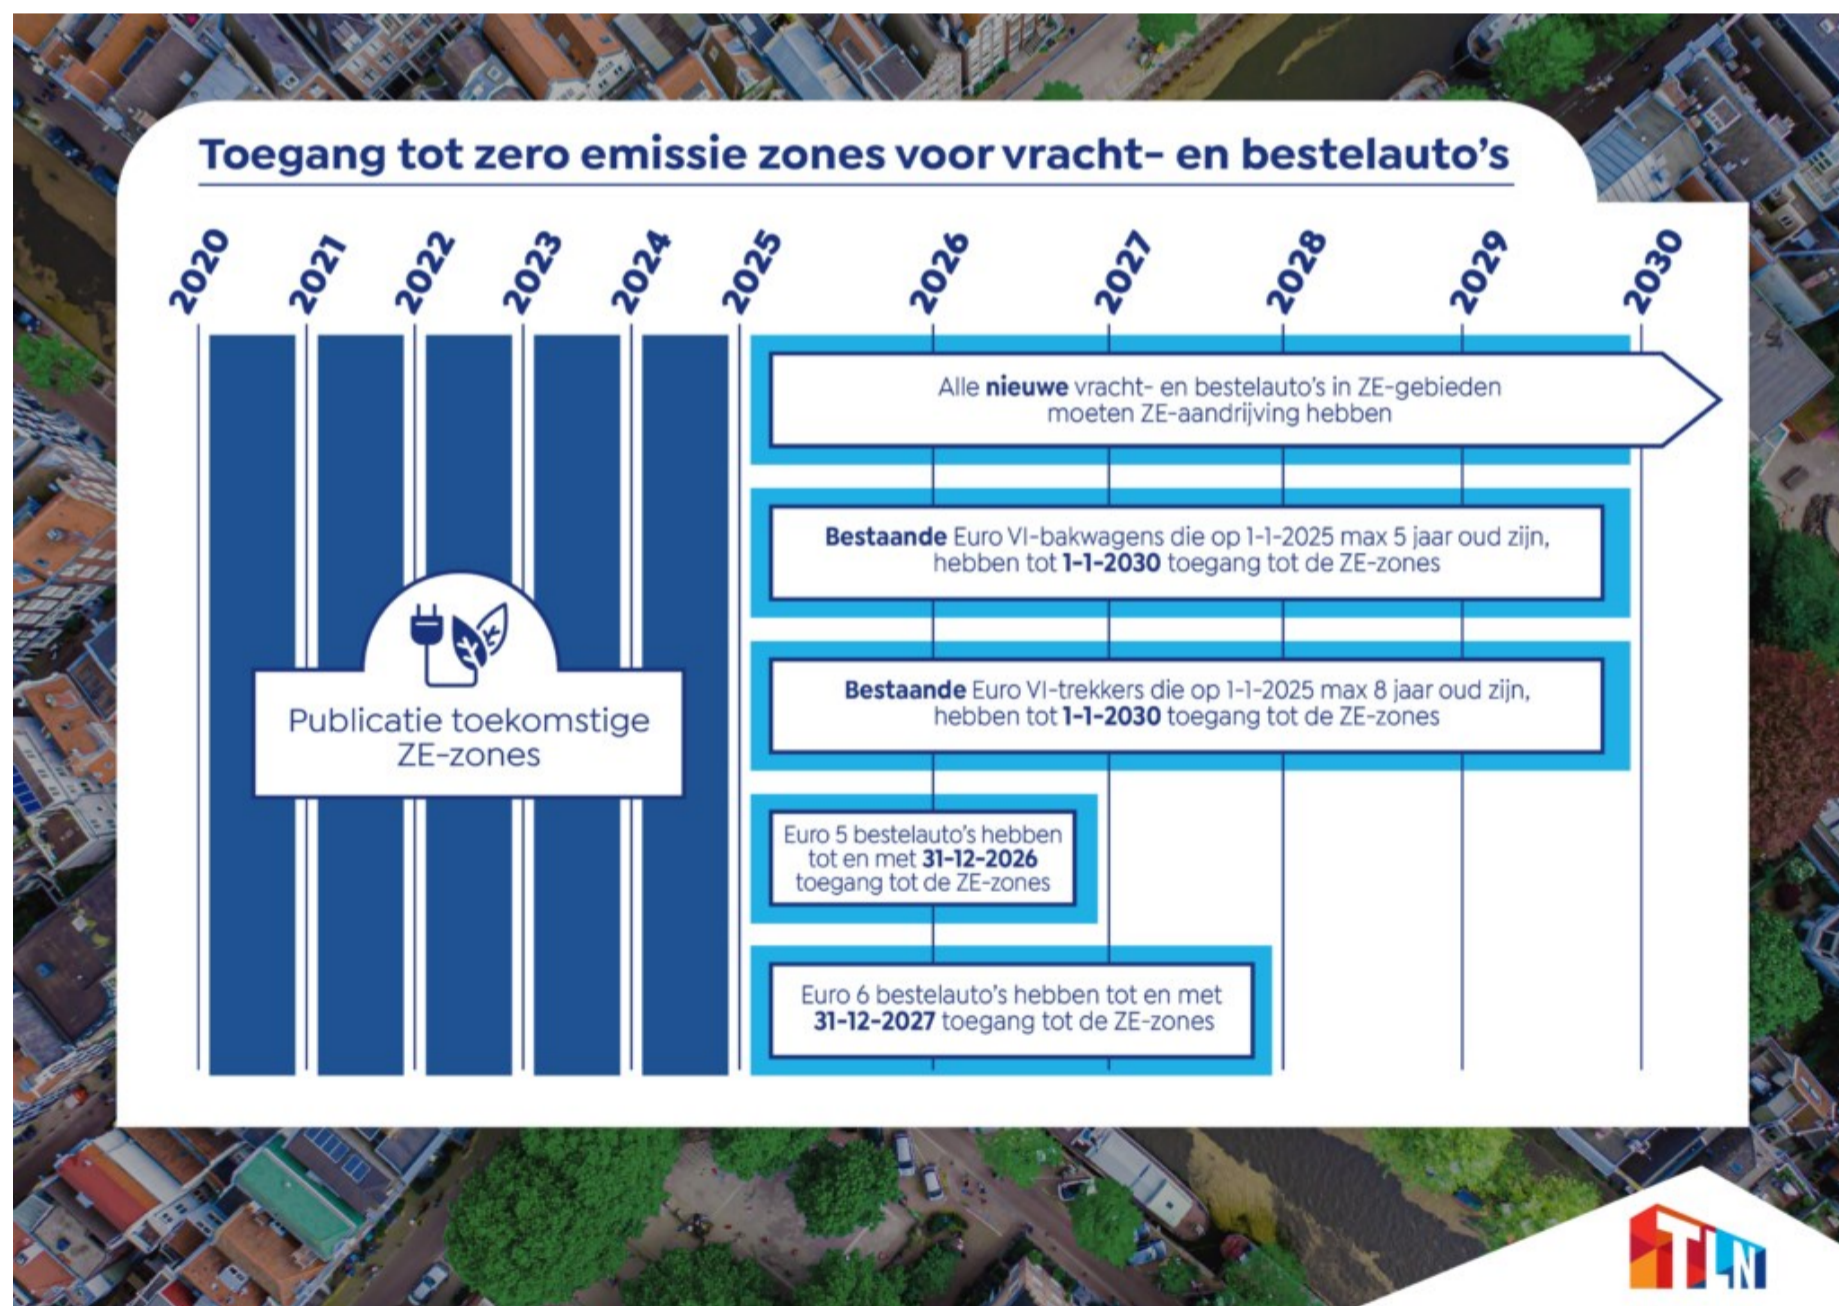 Toegang tot zero emissie zones voor vracht- en bestelauto's
2020
2021
2022
2023
2024
2025
2026
2027
2028
2029
2030
Alle nieuwe vracht- en bestelauto's in ZE-gebieden
moeten ZE-aandrijving hebben
Bestaande Euro VI-bakwagens die op 1-1-2025 max 5 jaar oud zijn,
hebben tot 1-1-2030 toegang tot de ZE-zones
Bestaande Euro VI-trekkers die op 1-1-2025 max 8 jaar oud zijn,
hebben tot 1-1-2030 toegang tot de ZE-zones
Publicatie toekomstige
ZE-zones
Euro 5 bestelauto's hebben
tot en met 31-12-2026
toegang tot de ZE-zones
Euro 6 bestelauto's hebben tot en met
31-12-2027 toegang tot de ZE-zones
TLN